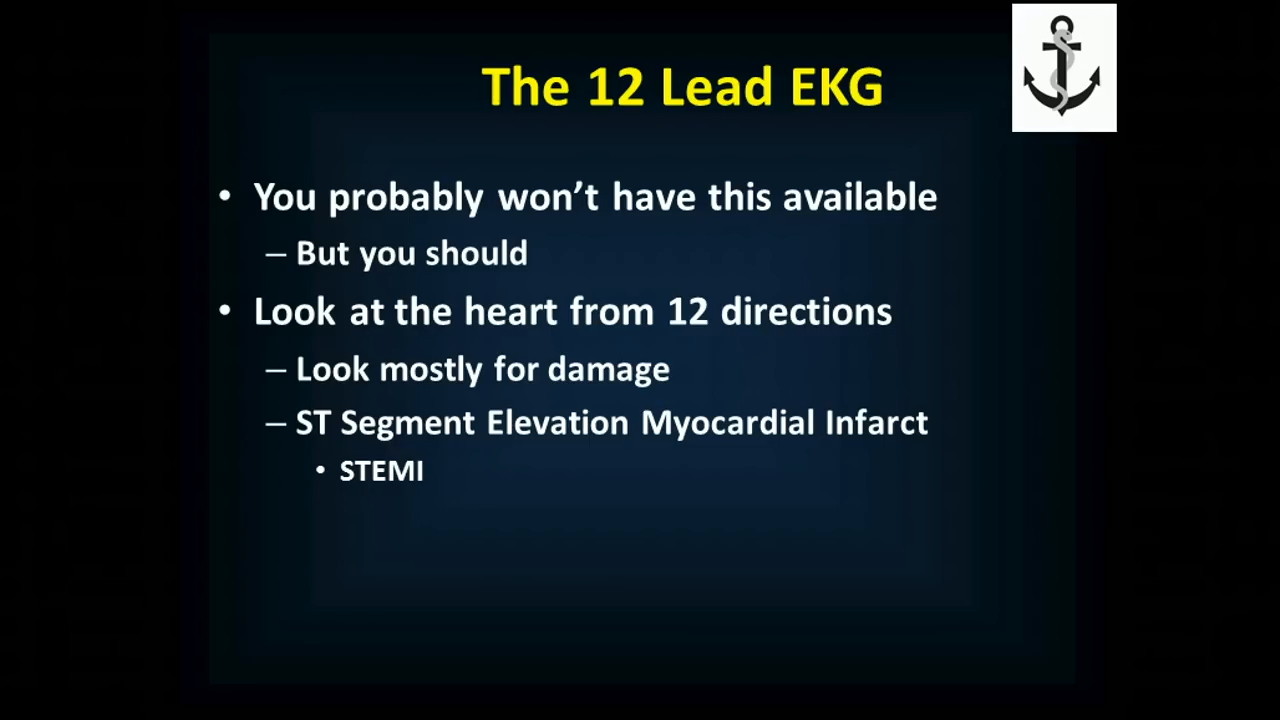 The 12 Lead EKG
• You probably won’t have this available
– But you should
• Look at the heart from 12 directions
– Look mostly for damage
– ST Segment Elevation Myocardial Infarct
• STEMI